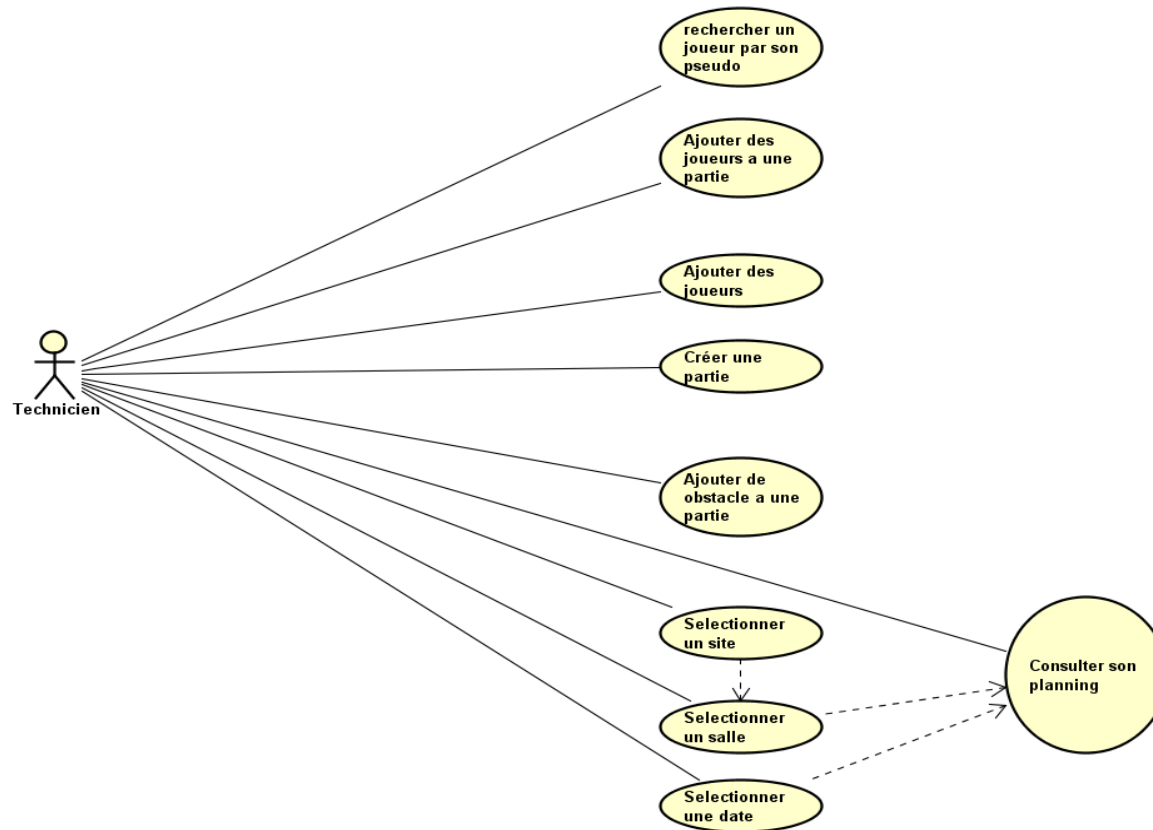 rechercher un
joueur par son
pseudo
Ajouter des
joueurs a une
partie
Ajouter des
joueurs
Créer une
partie
Technicien
Ajouter de
obstacle a une
partie
Selectionner
un site
Consulter son
planning
Selectionner
un salle
Selectionner
une date